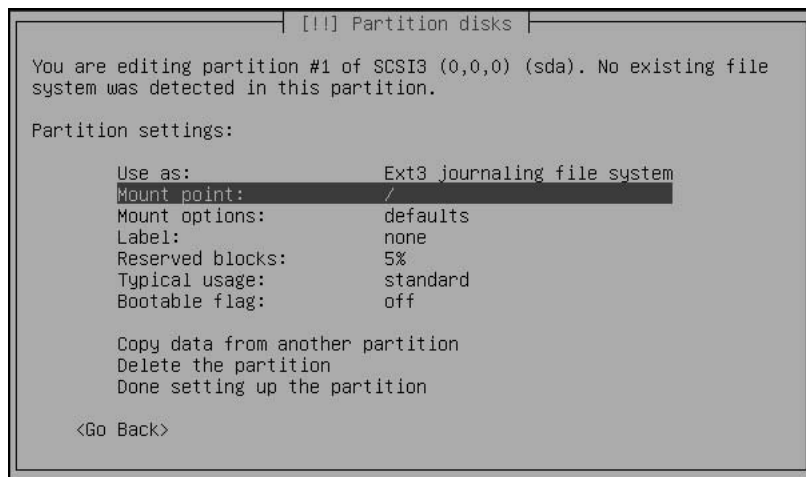 [!!] Partition disks
You are editing partition #1 of SCSI3 (0,0,0) (sda). No existing file
system was detected in this partition.
Partition settings:
Use as: Ext3 journaling file system
Mount point: /
Mount options: defaults
Label: none
Reserved blocks: 5%
Typical usage: standard
Bootable flag: off
Copy data from another partition
Delete the partition
Done setting up the partition
<Go Back>